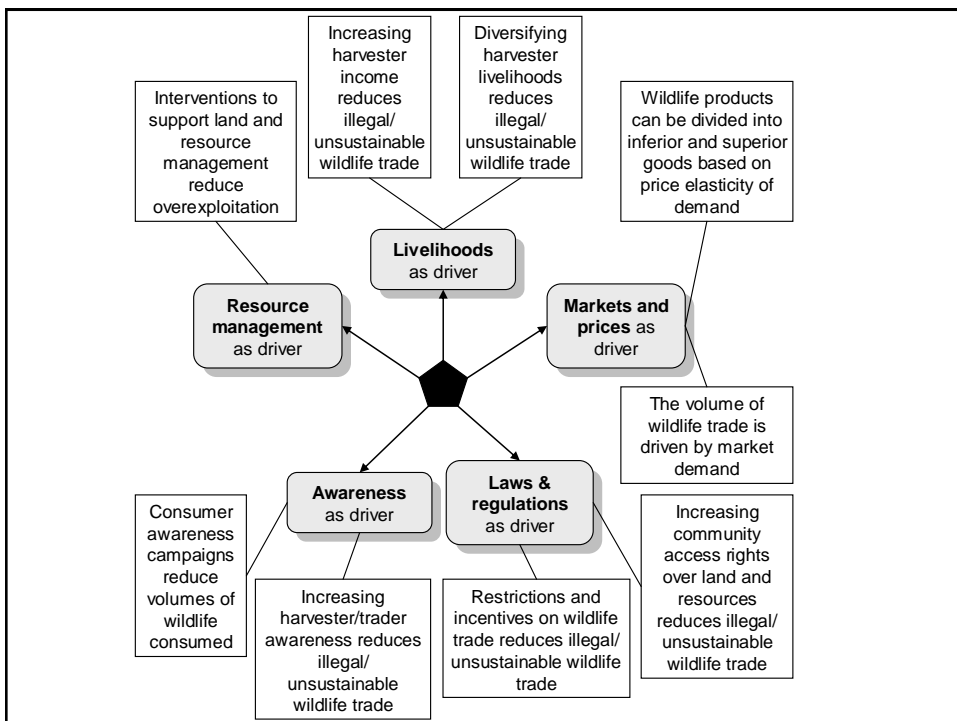 Increasing
harvester
income
reduces
illegal/
unsustainable
wildlife trade
Diversifying
harvester
livelihoods
reduces
illegal/
unsustainable
wildlife trade
Interventions to
support land and
resource
management
reduce
overexploitation
Wildlife products
can be divided into
inferior and superior
goods based on
price elasticity of
demand
Livelihoods
as driver
Resource
management
as driver
Markets and
prices as
driver
The volume of
wildlife trade is
driven by market
demand
Awareness
as driver
Laws &
regulations
as driver
Consumer
awareness
campaigns
reduce
volumes of
wildlife
consumed
Increasing
harvester/trader
awareness reduces
illegal/
unsustainable
wildlife trade
Restrictions and
incentives on wildlife
trade reduces illegal/
unsustainable wildlife
trade
Increasing
community
access rights
over land and
resources
reduces illegal/
unsustainable
wildlife trade